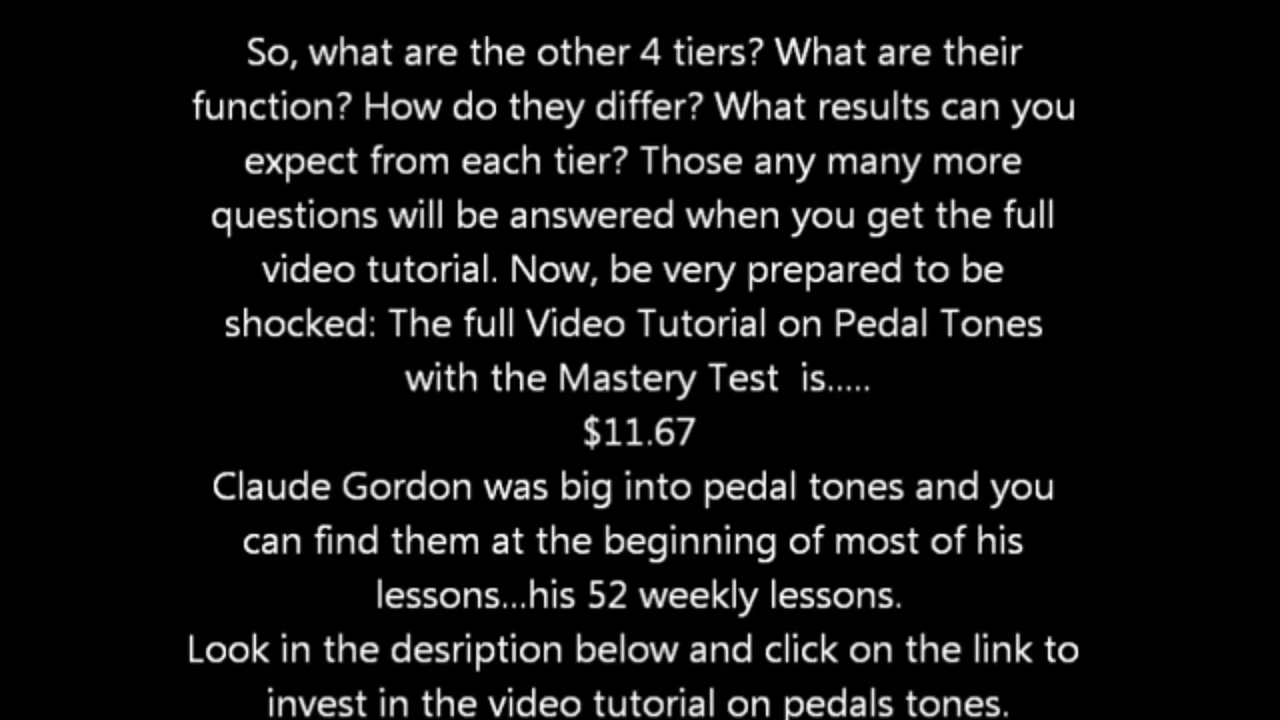 So, what are the other 4 tiers? What are their
function? How do they differ? What results can you
expect from each tier? Those any many more
questions will be answered when you get the full
video tutorial. Now, be very prepared to be
shocked: The full Video Tutorial on Pedal Tones
with the Mastery Test  is.....
$11.67
Claude Gordon was big into pedal tones and you
can find them at the beginning of most of his
lessons...his 52 weekly lessons.
Look in the desription below and click on the link to
invest in the video tutorial on pedals tones.